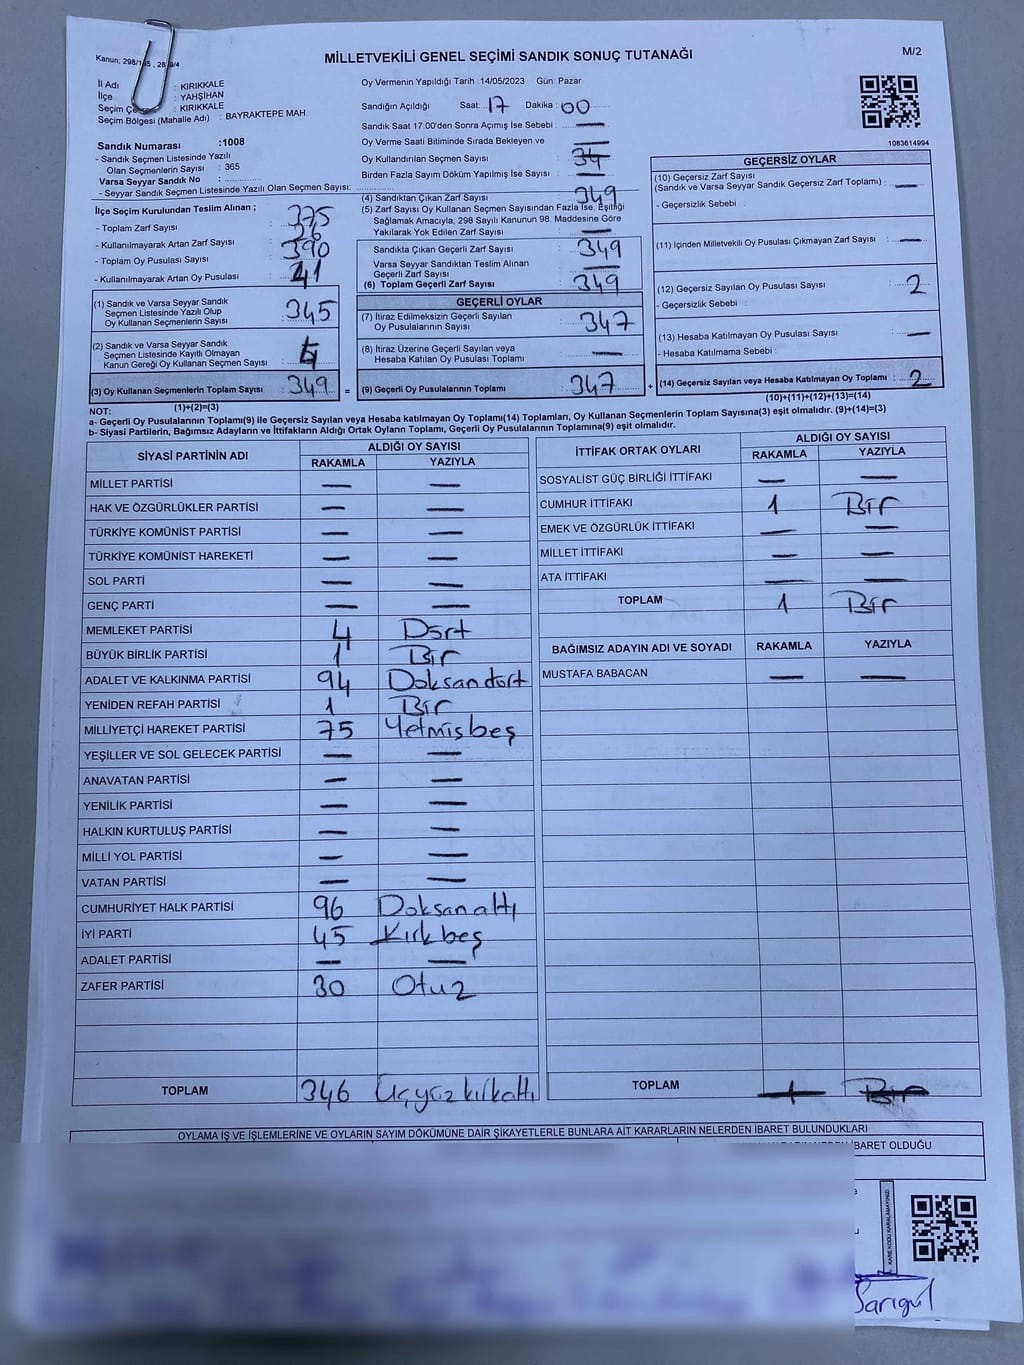 MİLLETVEKİLİ GENEL SEÇİMİ SANDIK SONUÇ TUTANAĞI
M/2
Kanun; 298/
İl Adı : KIRIKKALE
İlçe : YAHŞİHAN
Seçim : KIRIKKALE
Seçim Bölgesi (Mahalle Adı) : BAYRAKTEPE MAH
Oy Vermenin Yapıldığı Tarih : 14/05/2023 Gün: Pazar
Sandığın Açıldığı Saat: 17 Dakika : 00
Sandık Saat 17:00'den Sonra Açımış İse Sebebi : —
Oy Verme Saati Bitiminde Sırada Bekleyen ve
Oy Kullandırılan Seçmen Sayısı
Birden Fazla Sayım Döküm Yapılmış İse Sayısı : —
1083614994
Sandık Numarası :1008
- Sandık Seçmen Listesinde Yazılı
Olan Seçmenlerin Sayısı : 365
Varsa Seyyar Sandık No :
- Seyyar Sandık Seçmen Listesinde Yazılı Olan Seçmen Sayısı:
İlçe Seçim Kurulundan Teslim Alınan ;
- Toplam Zarf Sayısı : 375
- Kullanılmayarak Artan Zarf Sayısı : 26
- Toplam Oy Pusulası Sayısı : 390
- Kullanılmayarak Artan Oy Pusulası : 41
(1) Sandık ve Varsa Seyyar Sandık
Seçmen Listesinde Yazılı Olup
Oy Kullanan Seçmenlerin Sayısı : 345
(2) Sandık ve Varsa Seyyar Sandık
Seçmen Listesinde Kayıtlı Olmayan
Kanun Gereği Oy Kullanan Seçmen Sayısı :
(3) Oy Kullanan Seçmenlerin Toplam Sayısı : 349 =
(1)+(2)=(3)
(4) Sandıktan Çıkan Zarf Sayısı : 349
(5) Zarf Sayısı Oy Kullanan Seçmen Sayısından Fazla İse, Eşitliği
Sağlamak Amacıyla, 298 Sayılı Kanunun 98. Maddesine Göre
Yakılarak Yok Edilen Zarf Sayısı : —
Sandıkta Çıkan Geçerli Zarf Sayısı : 349
Varsa Seyyar Sandıktan Teslim Alınan
Geçerli Zarf Sayısı : —
(6) Toplam Geçerli Zarf Sayısı : 349
GEÇERLİ OYLAR
(7) İtiraz Edilmeksizin Geçerli Sayılan
Oy Pusulalarının Sayısı : 347
(8) İtiraz Üzerine Geçerli Sayılan veya
Hesaba Katılan Oy Pusulası Toplamı : —
(9) Geçerli Oy Pusulalarının Toplamı : 347 +
GEÇERSİZ OYLAR
(10) Geçersiz Zarf Sayısı
(Sandık ve Varsa Seyyar Sandık Geçersiz Zarf Toplamı) : —
- Geçersizlik Sebebi :
(11) İçinden Milletvekili Oy Pusulası Çıkmayan Zarf Sayısı : —
(12) Geçersiz Sayılan Oy Pusulası Sayısı : 2
- Geçersizlik Sebebi :
(13) Hesaba Katılmayan Oy Pusulası Sayısı : —
- Hesaba Katılmama Sebebi :
(14) Geçersiz Sayılan veya Hesaba Katılmayan Oy Toplamı : 2
(10)+(11)+(12)+(13)=(14)
NOT:
a- Geçerli Oy Pusulalarının Toplamı(9) ile Geçersiz Sayılan veya Hesaba katılmayan Oy Toplamı(14) Toplamları, Oy Kullanan Seçmenlerin Toplam Sayısına(3) eşit olmalıdır. (9)+(14)=(3)
b- Siyasi Partilerin, Bağımsız Adayların ve İttifakların Aldığı Ortak Oyların Toplamı, Geçerli Oy Pusulalarının Toplamına(9) eşit olmalıdır.
SİYASİ PARTİNİN ADI
ALDIĞI OY SAYISI
RAKAMLA YAZIYLA
MİLLET PARTİSİ — —
HAK VE ÖZGÜRLÜKLER PARTİSİ — —
TÜRKİYE KOMÜNİST PARTİSİ — —
TÜRKİYE KOMÜNİST HAREKETİ — —
SOL PARTİ — —
GENÇ PARTİ — —
MEMLEKET PARTİSİ 4 Dört
BÜYÜK BİRLİK PARTİSİ 1 Bir
ADALET VE KALKINMA PARTİSİ 94 Doksandört
YENİDEN REFAH PARTİSİ 1 Bir
MİLLİYETÇİ HAREKET PARTİSİ 75 Yetmişbeş
YEŞİLLER VE SOL GELECEK PARTİSİ — —
ANAVATAN PARTİSİ — —
YENİLİK PARTİSİ — —
HALKIN KURTULUŞ PARTİSİ — —
MİLLİ YOL PARTİSİ — —
VATAN PARTİSİ — —
CUMHURİYET HALK PARTİSİ 96 Doksanaltı
İYİ PARTİ 45 Kırkbeş
ADALET PARTİSİ — —
ZAFER PARTİSİ 30 Otuz
TOPLAM 346 Üçyüzkırkaltı
İTTİFAK ORTAK OYLARI
ALDIĞI OY SAYISI
RAKAMLA YAZIYLA
SOSYALİST GÜÇ BİRLİĞİ İTTİFAKI — —
CUMHUR İTTİFAKI 1 Bir
EMEK VE ÖZGÜRLÜK İTTİFAKI — —
MİLLET İTTİFAKI — —
ATA İTTİFAKI — —
TOPLAM 1 Bir
BAĞIMSIZ ADAYIN ADI VE SOYADI RAKAMLA YAZIYLA
MUSTAFA BABACAN — —
TOPLAM 1 Bir
OYLAMA İŞ VE İŞLEMLERİNE VE OYLARIN SAYIM DÖKÜMÜNE DAİR ŞİKAYETLERLE BUNLARA AİT KARARLARIN NELERDEN İBARET BULUNDUKLARI
İBARET OLDUĞU
KARE KODU KARALAMAYINIZ
Sarıgül